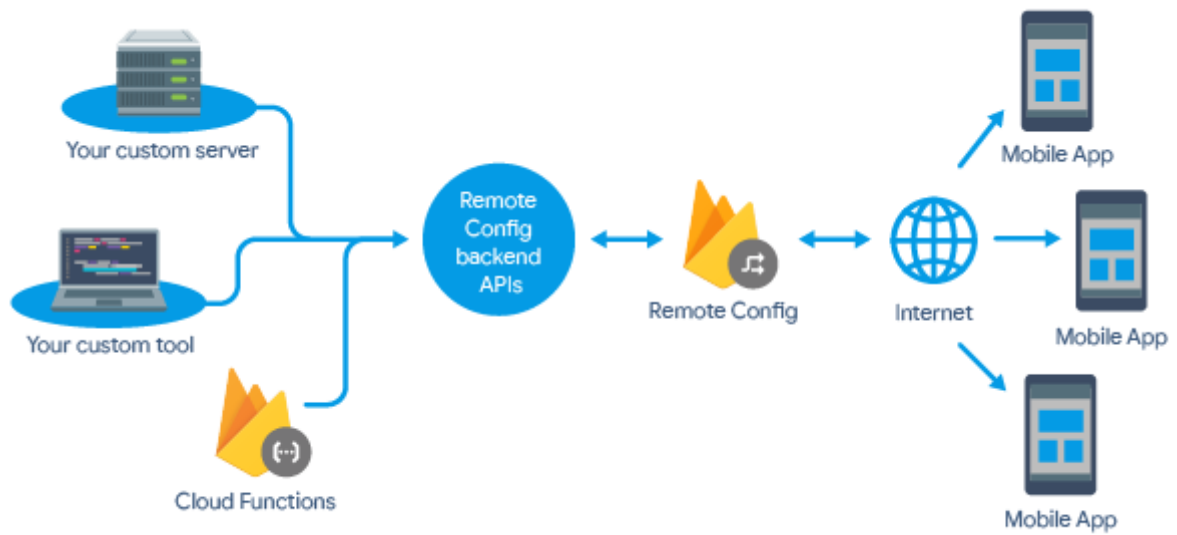 Your custom server
Your custom tool
Cloud Functions
Remote
Config
backend
APIs
Remote Config
Internet
Mobile App
Mobile App
Mobile App